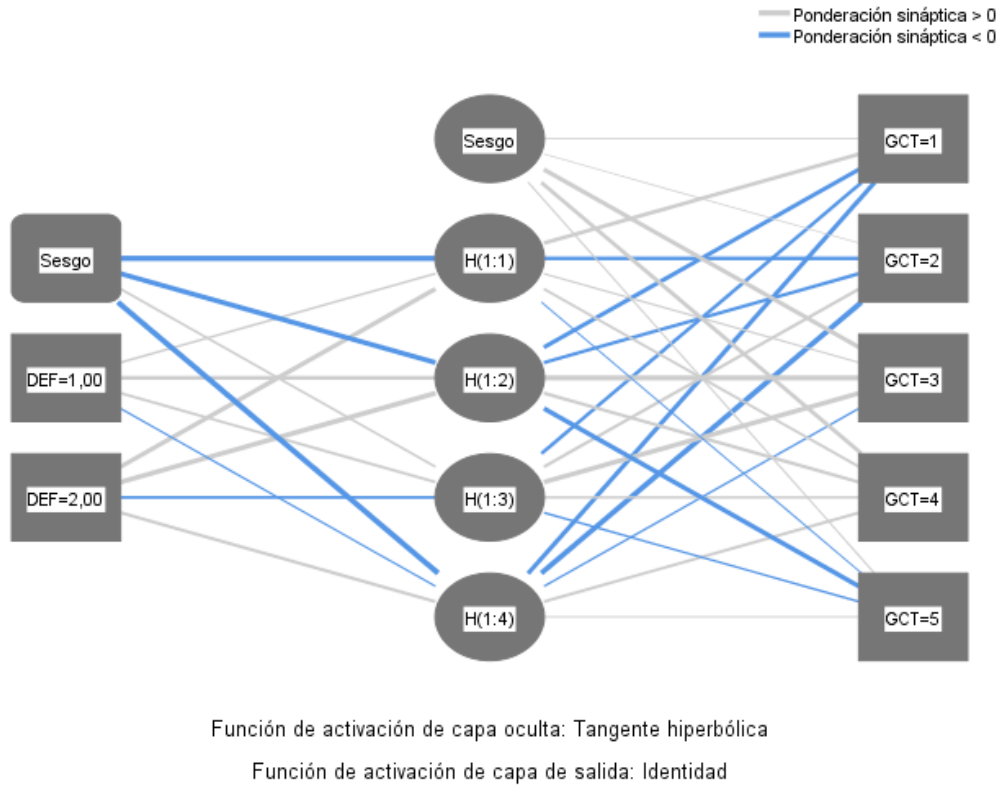 Ponderación sináptica > 0
Ponderación sináptica < 0
Sesgo
GCT=1
Sesgo
H(1:1)
GCT=2
DEF=1,00
H(1:2)
GCT=3
DEF=2,00
H(1:3)
GCT=4
H(1:4)
GCT=5
Función de activación de capa oculta: Tangente hiperbólica
Función de activación de capa de salida: Identidad